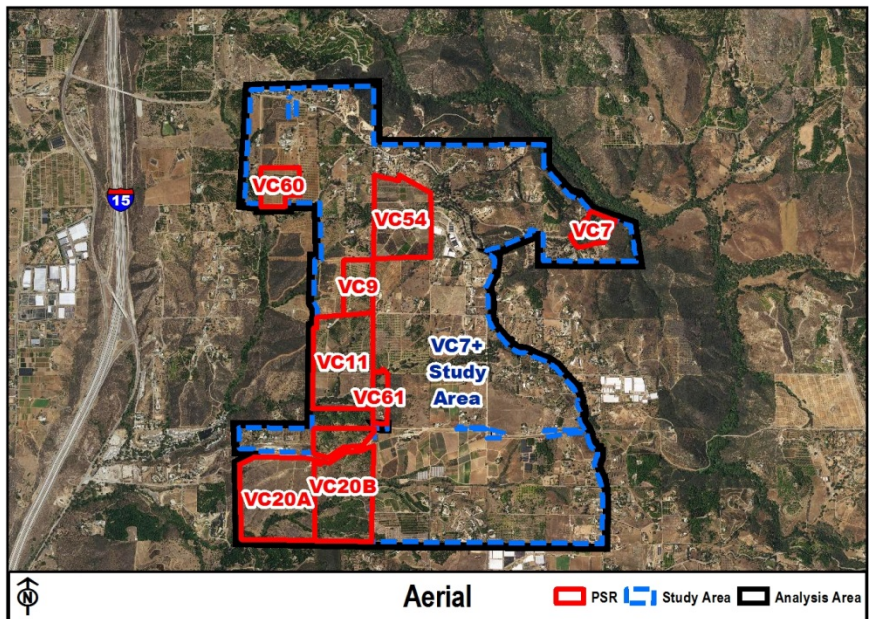 VC60
15
VC54
VC7
VC9
VC7+
Study
Area
VC11
VC61
VC20A
VC20B
N
Aerial
PSR
Study Area
Analysis Area